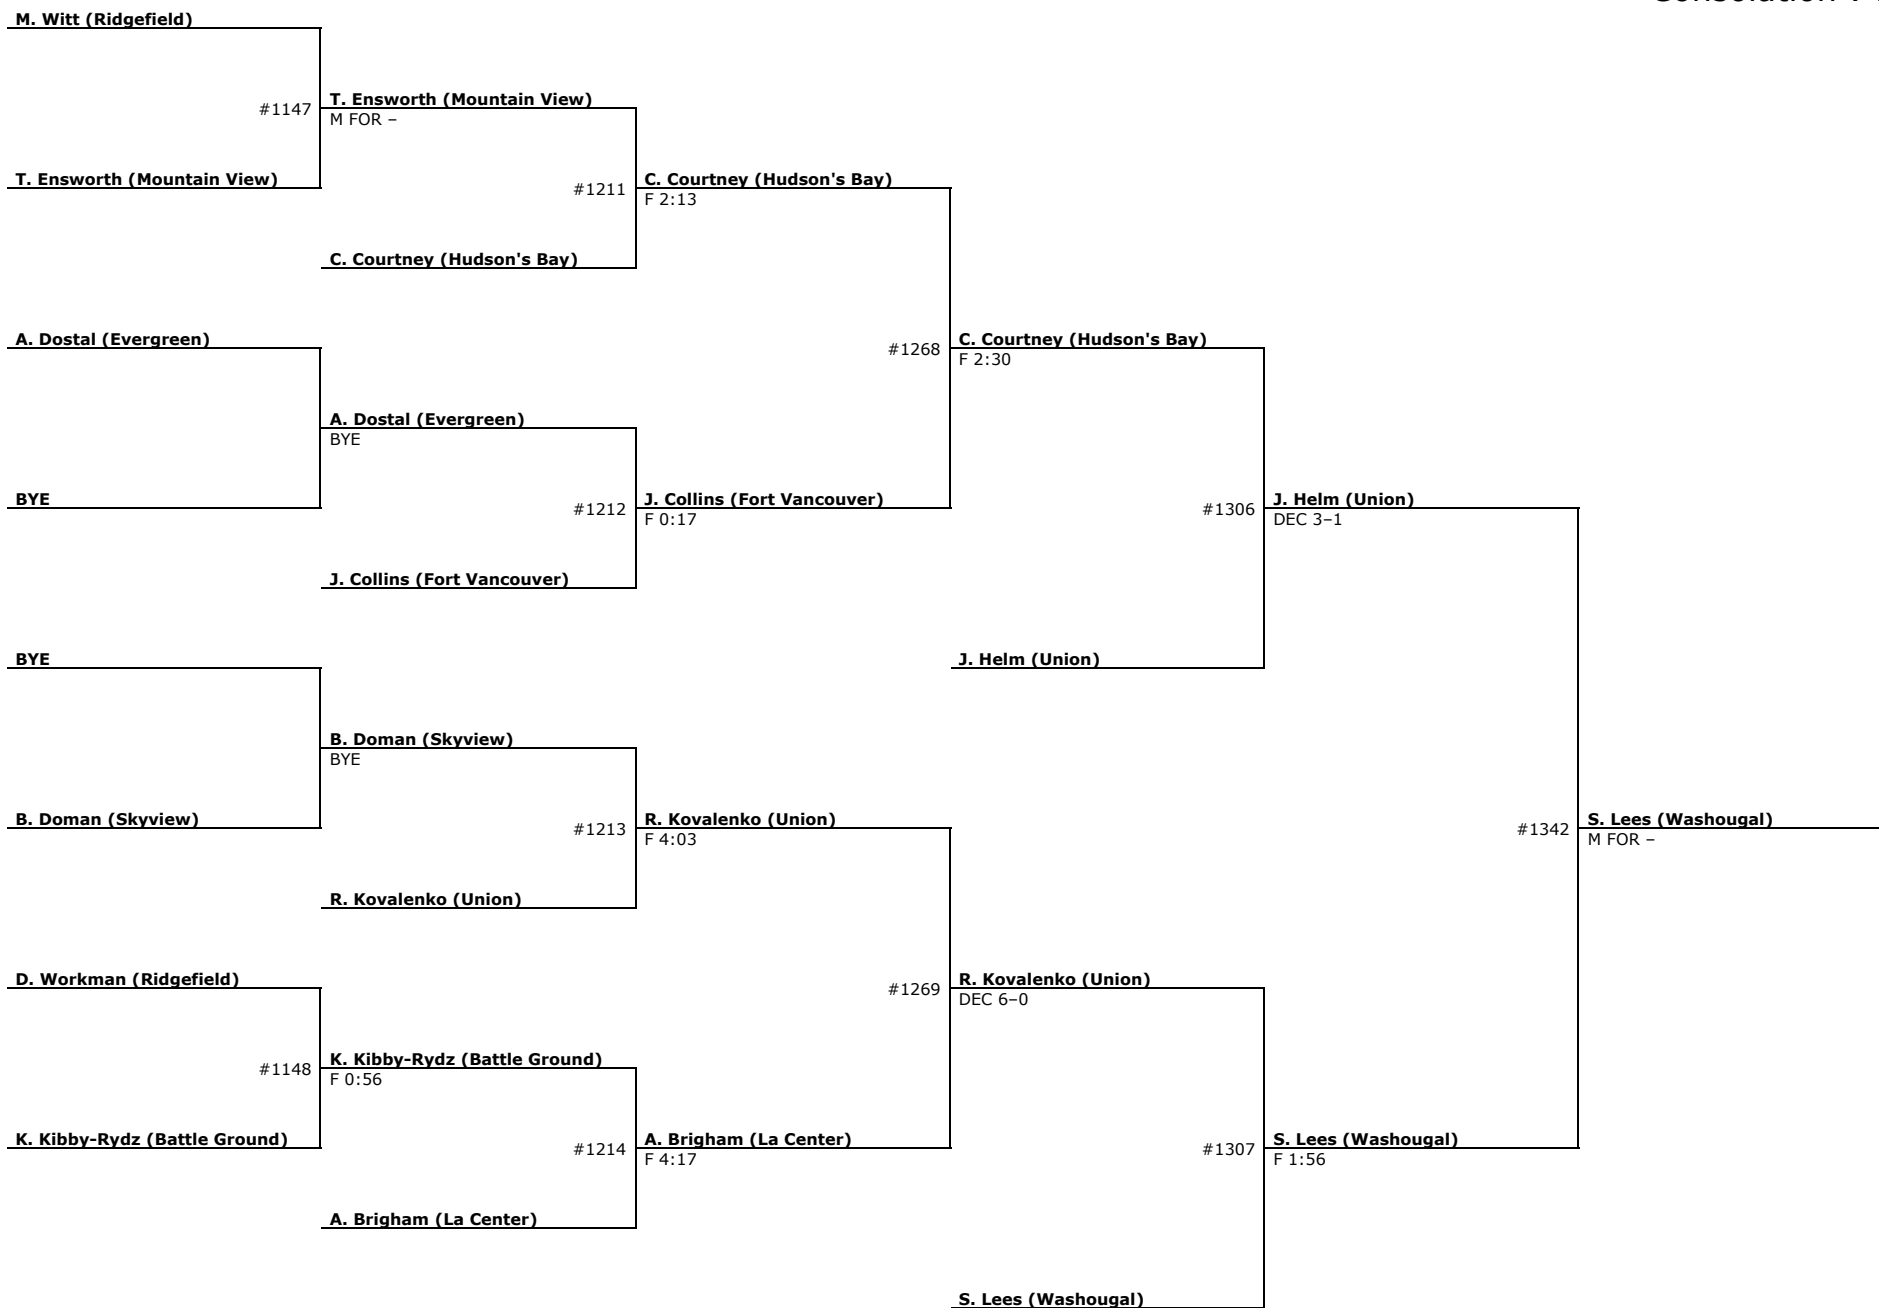 Consolation
M. Witt (Ridgefield)
#1147
T. Ensworth (Mountain View)
M FOR –
T. Ensworth (Mountain View)
#1211
C. Courtney (Hudson's Bay)
F 2:13
C. Courtney (Hudson's Bay)
A. Dostal (Evergreen)
#1268
C. Courtney (Hudson's Bay)
F 2:30
A. Dostal (Evergreen)
BYE
BYE
#1212
J. Collins (Fort Vancouver)
F 0:17
#1306
J. Helm (Union)
DEC 3–1
J. Collins (Fort Vancouver)
BYE
J. Helm (Union)
B. Doman (Skyview)
BYE
B. Doman (Skyview)
#1213
R. Kovalenko (Union)
F 4:03
#1342
S. Lees (Washougal)
M FOR –
R. Kovalenko (Union)
D. Workman (Ridgefield)
#1269
R. Kovalenko (Union)
DEC 6–0
#1148
K. Kibby-Rydz (Battle Ground)
F 0:56
K. Kibby-Rydz (Battle Ground)
#1214
A. Brigham (La Center)
F 4:17
#1307
S. Lees (Washougal)
F 1:56
A. Brigham (La Center)
S. Lees (Washougal)